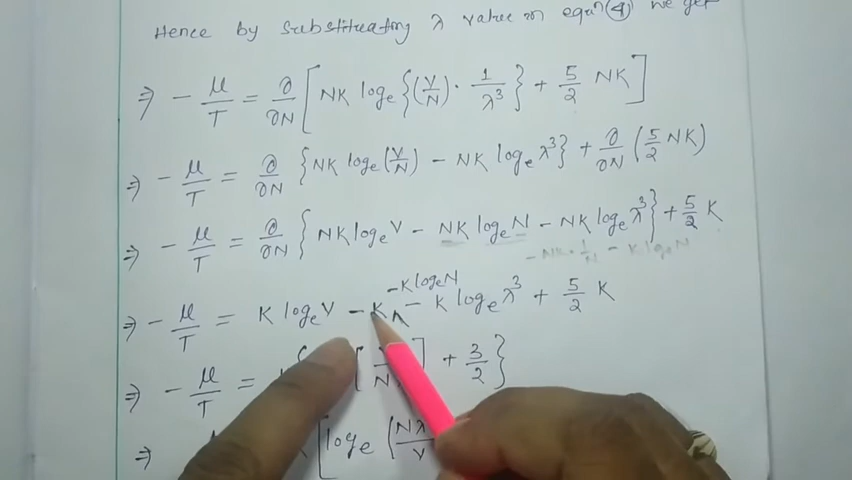 Hence by substituting λ value in equn④ we get
⇒ - μ/T = ∂/∂N [NK logₑ {(V/N) · 1/λ³} + 5/2 NK]
⇒ - μ/T = ∂/∂N {NK logₑ(V/N) - NK logₑ λ³} + ∂/∂N (5/2 NK)
⇒ - μ/T = ∂/∂N {NK logₑ V - NK logₑ N - NK logₑ λ³} + 5/2 K
- NK · 1/N - K logₑ N
⇒ - μ/T = K logₑ V - K - K logₑ N - K logₑ λ³ + 5/2 K
⇒ - μ/T = { [ N ] + 3/2 }
⇒ [logₑ (Nλ / V